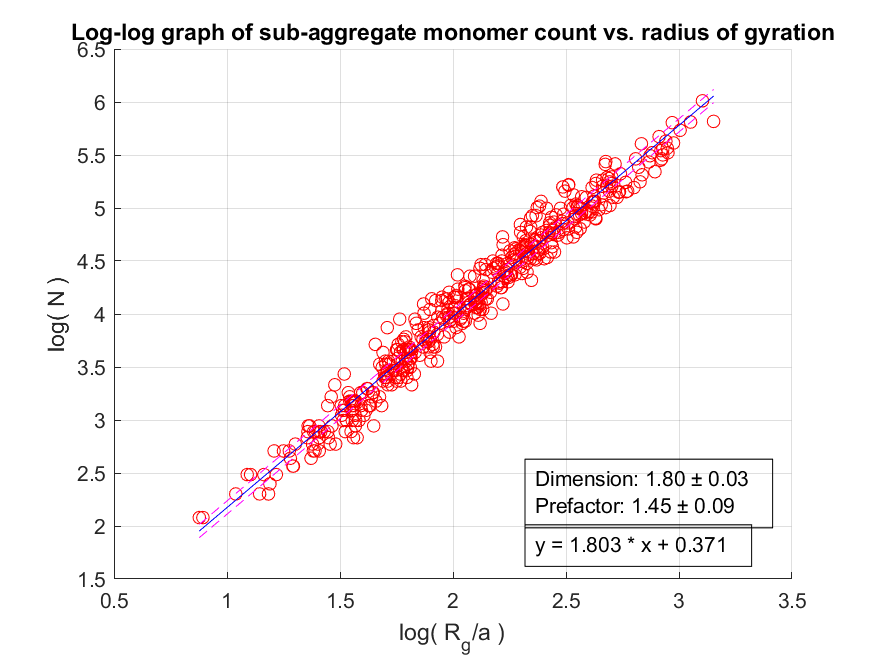 Log-log graph of sub-aggregate monomer count vs. radius of gyration
6.5
6
5.5
5
4.5
4
3.5
3
2.5
2
1.5
log( N )
Dimension: 1.80 ± 0.03
Prefactor: 1.45 ± 0.09
y = 1.803 * x + 0.371
0.5 1 1.5 2 2.5 3 3.5
log( R_g/a )